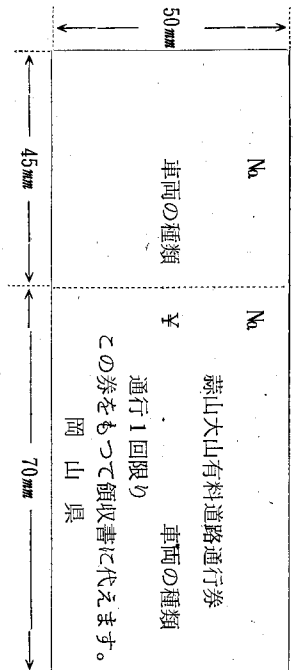 50mm
45mm
70mm
№
車両の種類
№
蒜山大山有料道路通行券
¥ 車両の種類
通行1回限り
この券をもつて領収書に代えます。
岡山県